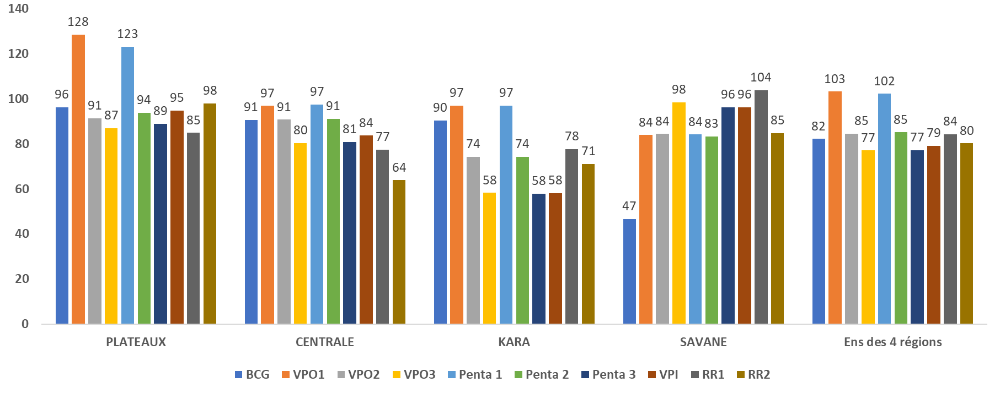 140
120
100
80
60
40
20
0
96 128 91 87 123 94 89 95 85 98
91 97 91 80 97 91 81 84 77 64
90 97 74 58 97 74 58 58 78 71
47 84 84 98 84 83 96 96 104 85
82 103 85 77 102 85 77 79 84 80
PLATEAUX CENTRALE KARA SAVANE Ens des 4 régions
BCG VPO1 VPO2 VPO3 Penta 1 Penta 2 Penta 3 VPI RR1 RR2